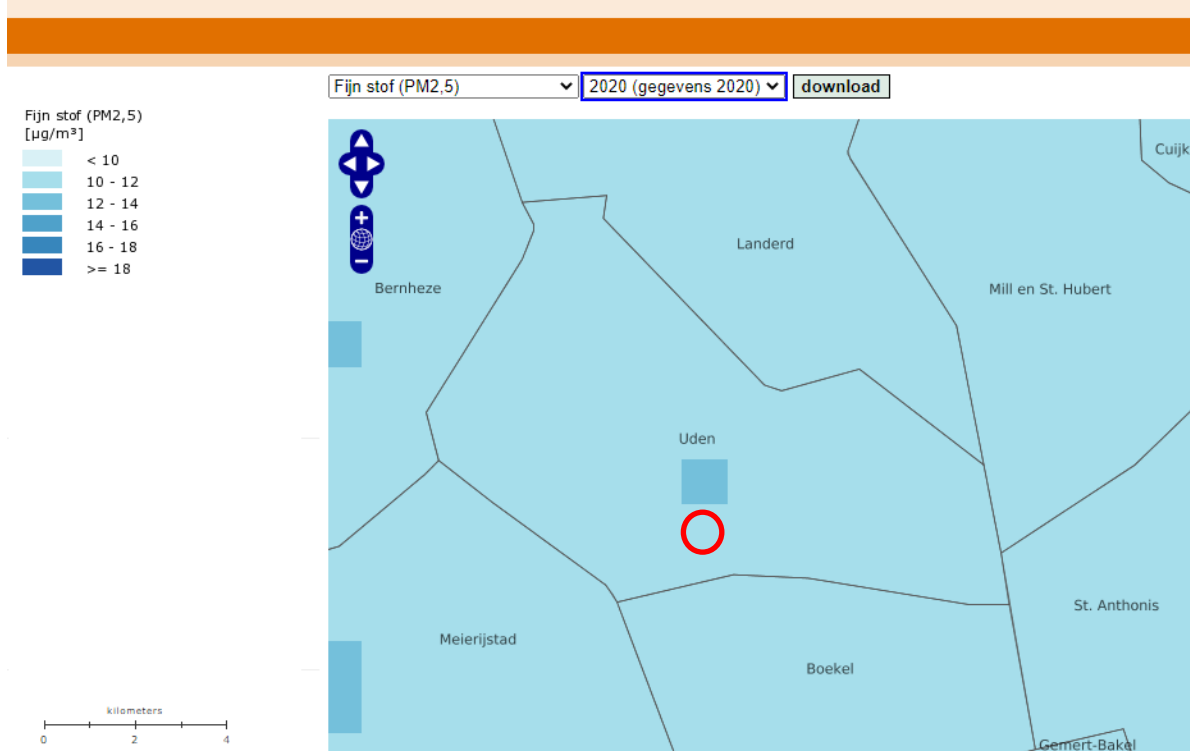 Fijn stof (PM2,5)
2020 (gegevens 2020)
download
Fijn stof (PM2,5)
[µg/m³]
< 10
10 - 12
12 - 14
14 - 16
16 - 18
>= 18
Cuijk
Landerd
Bernheze
Mill en St. Hubert
Uden
St. Anthonis
Meierijstad
Boekel
Gemert-Bakel
kilometers
0 2 4